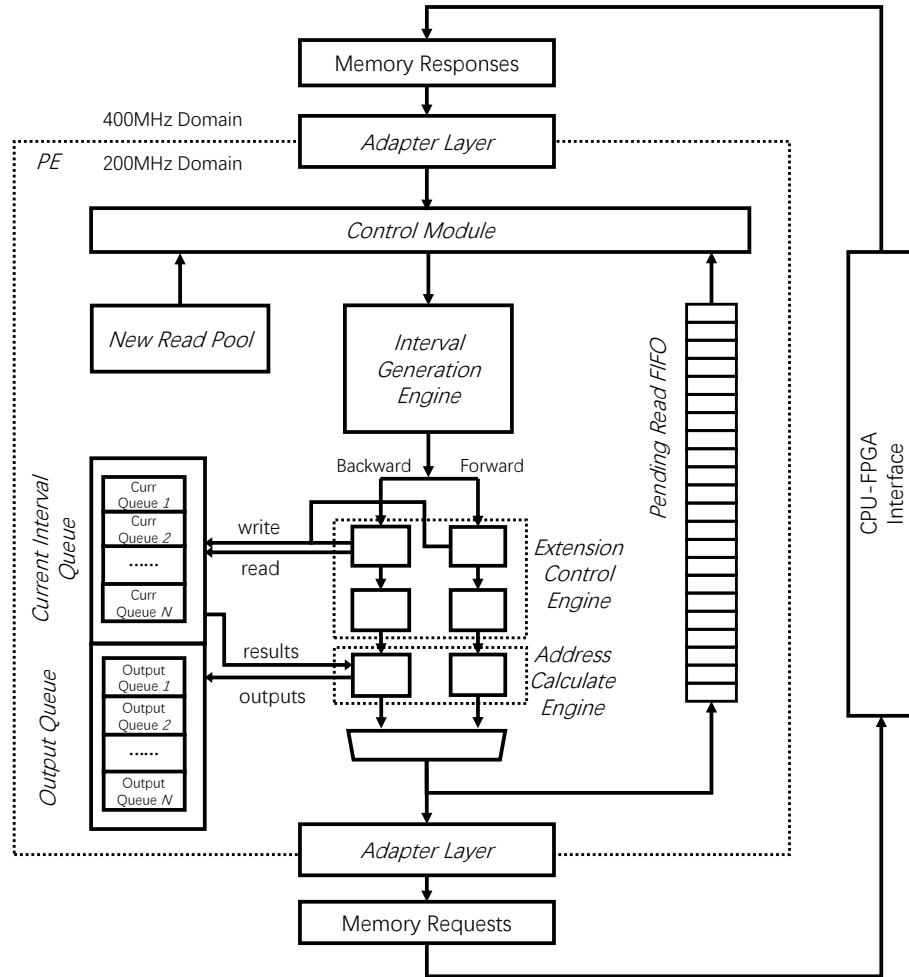 Memory Responses
400MHz Domain
Adapter Layer
PE
200MHz Domain
Control Module
New Read Pool
Interval
Generation
Engine
Pending Read FIFO
CPU-FPGA
Interface
Backward
Forward
Current Interval
Queue
Curr
Queue 1
Curr
Queue 2
......
Curr
Queue N
write
read
Extension
Control
Engine
results
outputs
Address
Calculate
Engine
Output Queue
Output
Queue 1
Output
Queue 2
......
Output
Queue N
Adapter Layer
Memory Requests